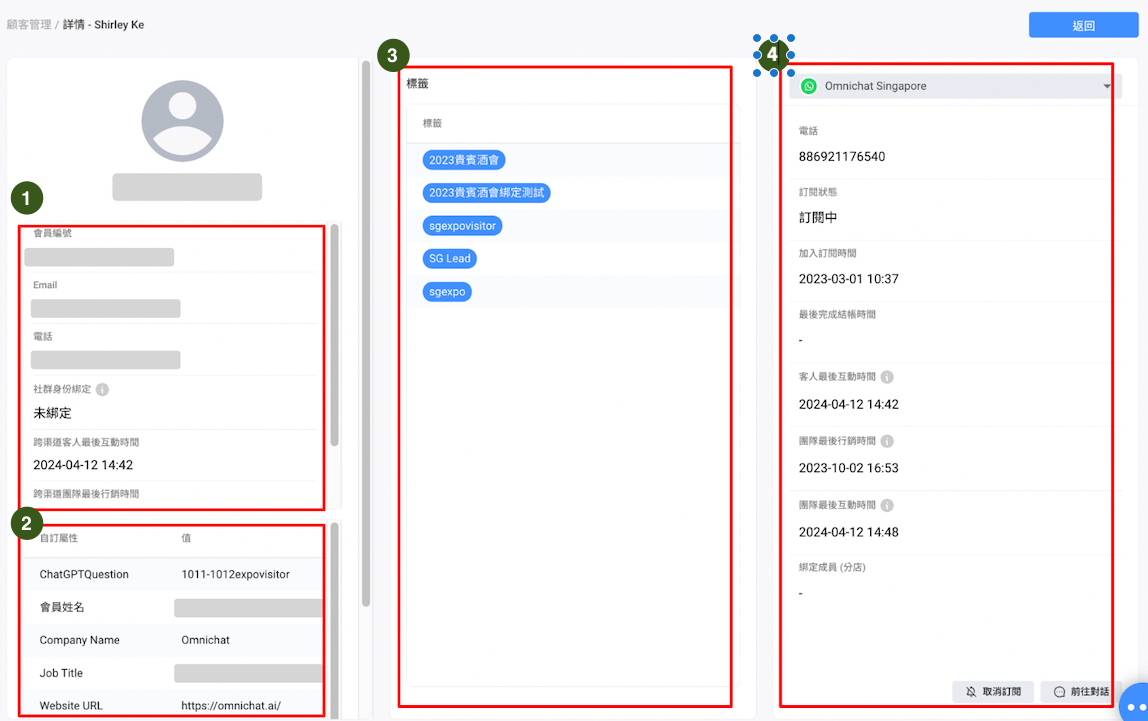 顧客管理 / 詳情 - Shirley Ke
返回
1
會員編號
Email
電話
社群身份綁定
未綁定
跨渠道客人最後互動時間
2024-04-12 14:42
跨渠道團隊最後行銷時間
2
自訂屬性 值
ChatGPTQuestion 1011-1012expovisitor
會員姓名
Company Name Omnichat
Job Title
Website URL https://omnichat.ai/
3
標籤
標籤
2023貴賓酒會
2023貴賓酒會綁定測試
sgexpovisitor
SG Lead
sgexpo
4
Omnichat Singapore
電話
886921176540
訂閱狀態
訂閱中
加入訂閱時間
2023-03-01 10:37
最後完成結帳時間
-
客人最後互動時間
2024-04-12 14:42
團隊最後行銷時間
2023-10-02 16:53
團隊最後互動時間
2024-04-12 14:48
綁定成員 (分店)
-
取消訂閱
前往對話